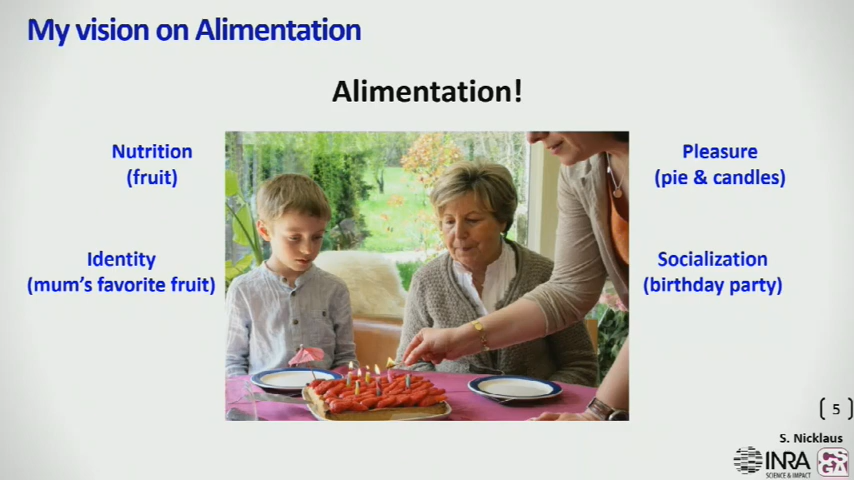 My vision on Alimentation
Alimentation!
Nutrition
(fruit)
Identity
(mum's favorite fruit)
Pleasure
(pie & candles)
Socialization
(birthday party)
5
S. Nicklaus
INRA
SCIENCE & IMPACT
CSGA